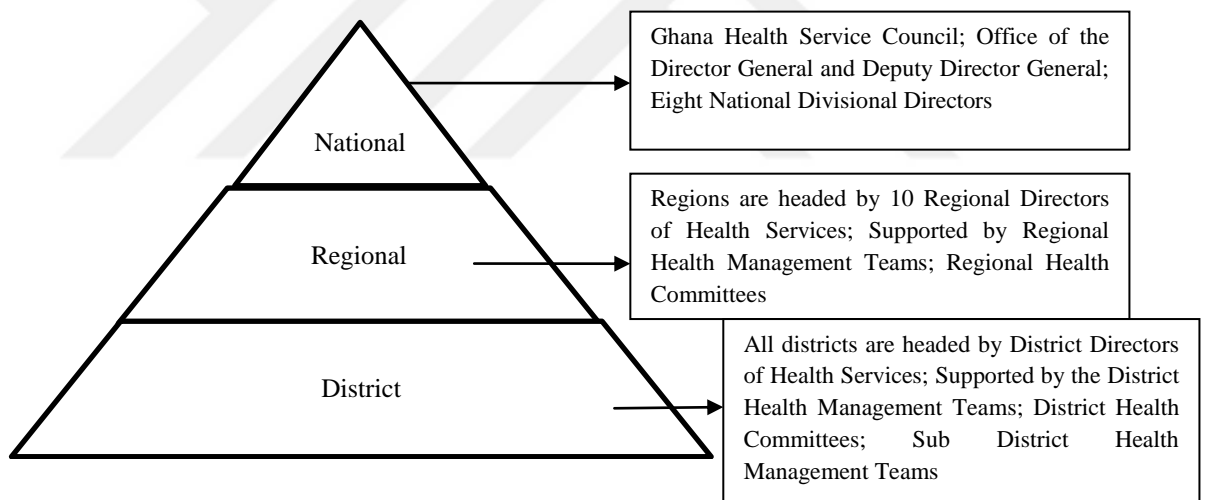 National
Ghana Health Service Council; Office of the
Director General and Deputy Director General;
Eight National Divisional Directors
Regional
Regions are headed by 10 Regional Directors
of Health Services; Supported by Regional
Health Management Teams; Regional Health
Committees
District
All districts are headed by District Directors
of Health Services; Supported by the District
Health Management Teams; District Health
Committees; Sub District Health
Management Teams